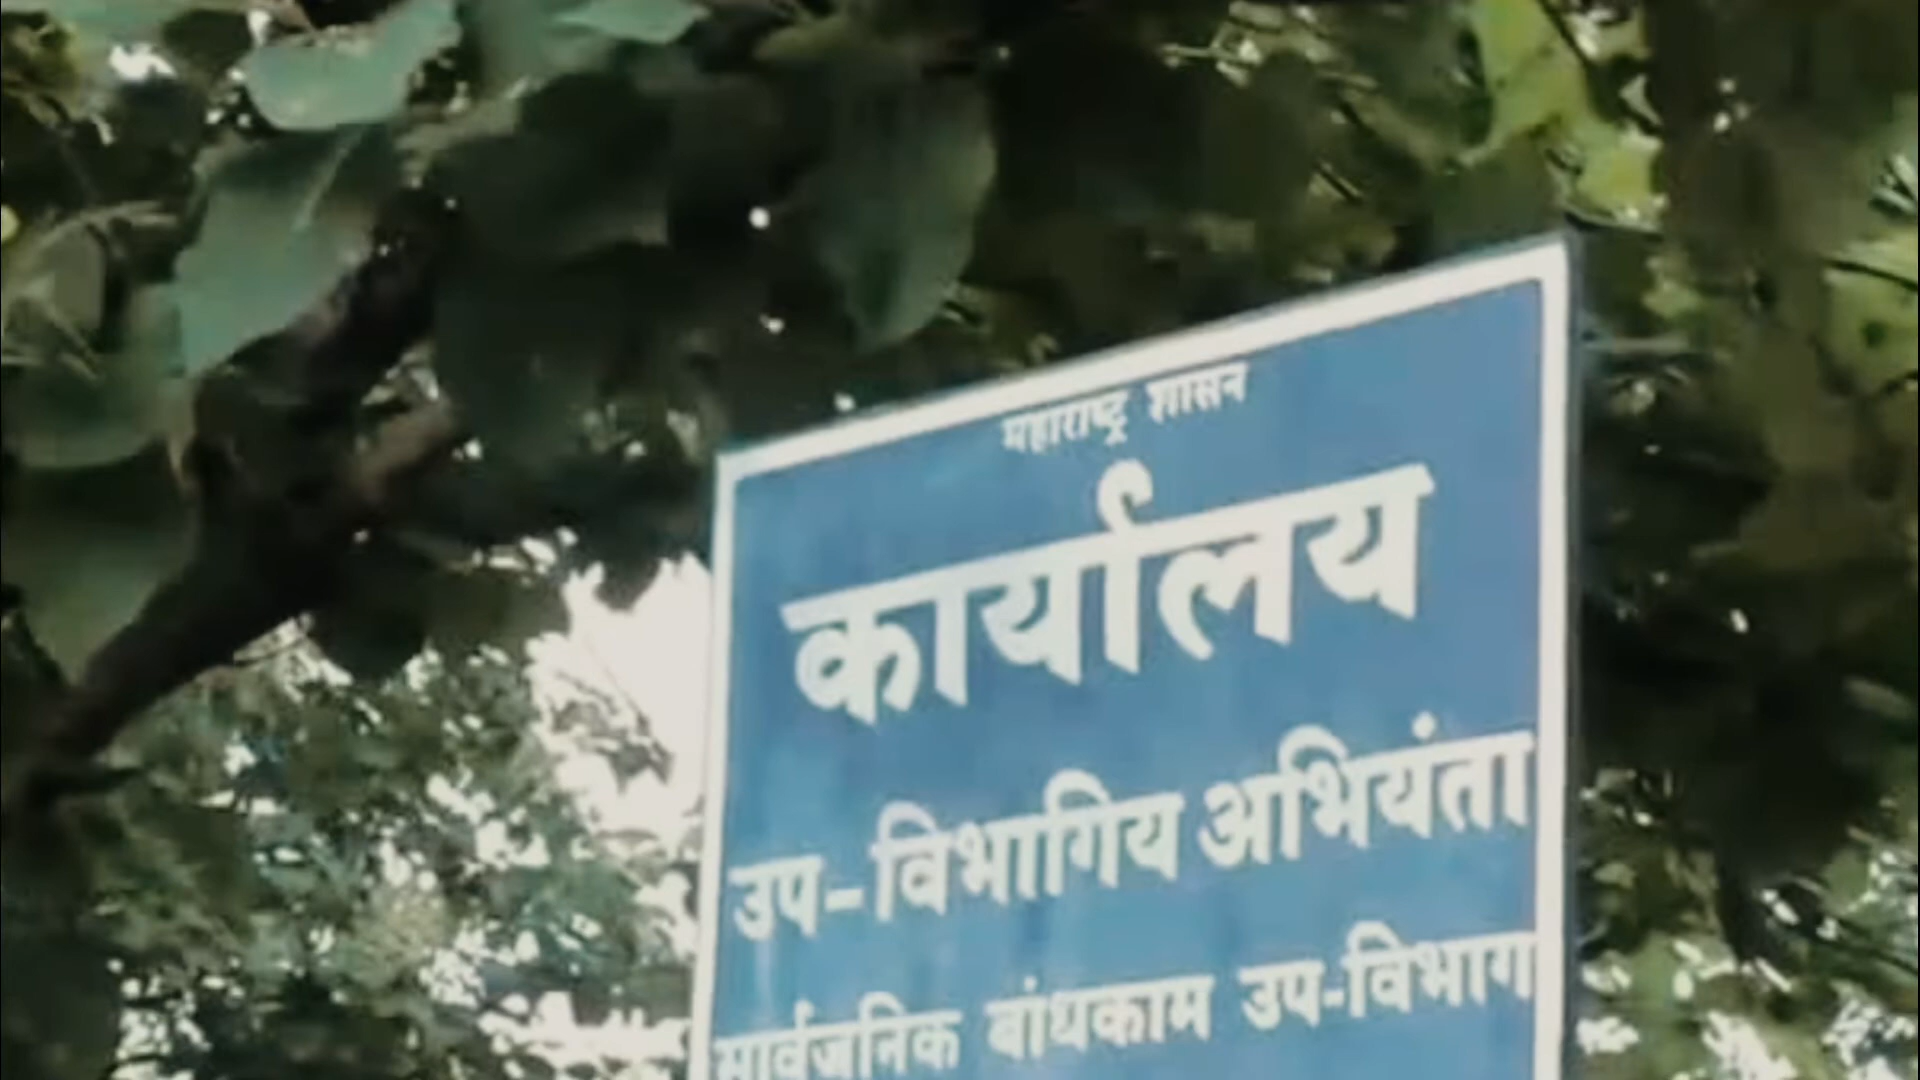 महाराष्ट्र शासन
कार्यालय
उप-विभागिय अभियंता
सार्वजनिक बांधकाम उप-विभाग